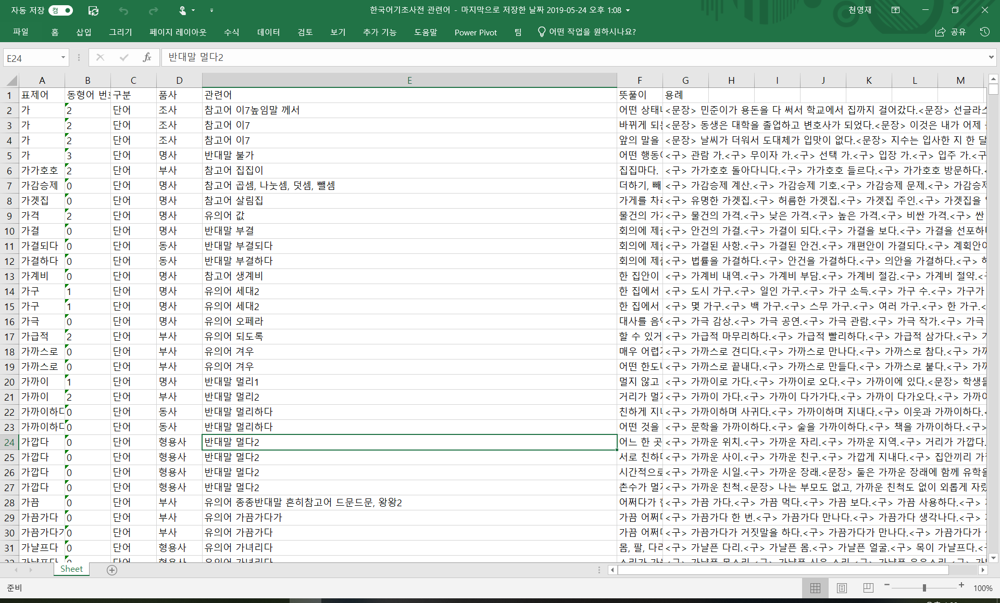 자동 저장 켬 한국어기초사전 관련어 - 마지막으로 저장한 날짜 2019-05-24 오후 1:08 천영재
파일 홈 삽입 그리기 페이지 레이아웃 수식 데이터 검토 보기 추가 기능 도움말 Power Pivot 팀 어떤 작업을 원하시나요? 공유
E24 fx 반대말 멀다2
A B C D E F G H I J K L M
1 표제어 동형어 번호 구분 품사 관련어 뜻풀이 용례
2 가 2 단어 조사 참고어 이7높임말 께서 어떤 상태나 <문장> 민준이가 용돈을 다 써서 학교에서 집까지 걸어갔다.<문장> 선글라스
3 가 2 단어 조사 참고어 이7 바뀌게 되는 <문장> 동생은 대학을 졸업하고 변호사가 되었다.<문장> 이것은 내가 어제
4 가 2 단어 조사 참고어 이7 앞의 말을 <문장> 날씨가 더워서 도대체가 입맛이 없다.<문장> 지수는 입사한 지 한 달
5 가 3 단어 명사 반대말 불가 어떤 행동이 <구> 관람 가.<구> 무이자 가.<구> 선택 가.<구> 입장 가.<구> 입주 가.<구
6 가가호호 2 단어 부사 참고어 집집이 집집마다. <구> 가가호호 돌아다니다.<구> 가가호호 들르다.<구> 가가호호 방문하다.<
7 가감승제 0 단어 명사 참고어 곱셈, 나눗셈, 덧셈, 뺄셈 더하기, 빼 <구> 가감승제 계산.<구> 가감승제 기호.<구> 가감승제 문제.<구> 가감승제
8 가겟집 0 단어 명사 참고어 살림집 가게를 차려 <구> 유명한 가겟집.<구> 허름한 가겟집.<구> 가겟집 주인.<구> 가겟집을
9 가격 2 단어 명사 유의어 값 물건의 가치 <구> 물건의 가격.<구> 낮은 가격.<구> 높은 가격.<구> 비싼 가격.<구> 싼
10 가결 0 단어 명사 반대말 부결 회의에 제출 <구> 안건의 가결.<구> 가결이 되다.<구> 가결을 보다.<구> 가결을 선포하다
11 가결되다 0 단어 동사 반대말 부결되다 회의에 제출 <구> 가결된 사항.<구> 가결된 안건.<구> 개편안이 가결되다.<구> 계획안이
12 가결하다 0 단어 동사 반대말 부결하다 회의에 제출 <구> 법률을 가결하다.<구> 안건을 가결하다.<구> 의안을 가결하다.<구>
13 가계비 0 단어 명사 참고어 생계비 한 집안이 <구> 가계비 내역.<구> 가계비 부담.<구> 가계비 절감.<구> 가계비 절약.<구
14 가구 1 단어 명사 유의어 세대2 한 집에서 <구> 도시 가구.<구> 일인 가구.<구> 가구 소득.<구> 가구 수.<구> 가구가
15 가구 1 단어 명사 유의어 세대2 한 집에서 <구> 몇 가구.<구> 백 가구.<구> 스무 가구.<구> 여러 가구.<구> 한 가구.<
16 가극 0 단어 명사 유의어 오페라 대사를 음악 <구> 가극 감상.<구> 가극 공연.<구> 가극 관람.<구> 가극 작가.<구> 가극
17 가급적 2 단어 부사 유의어 되도록 할 수 있거 <구> 가급적 마무리하다.<구> 가급적 빨리하다.<구> 가급적 삼가다.<구>
18 가까스로 0 단어 부사 유의어 겨우 매우 어렵게 <구> 가까스로 견디다.<구> 가까스로 만나다.<구> 가까스로 참다.<구> 가까
19 가까스로 0 단어 부사 유의어 겨우 어떤 한도나 <구> 가까스로 끝내다.<구> 가까스로 만들다.<구> 가까스로 붙다.<구> 가까
20 가까이 1 단어 명사 반대말 멀리1 멀지 않고 <구> 가까이로 가다.<구> 가까이로 오다.<구> 가까이에 있다.<문장> 학생들
21 가까이 2 단어 부사 반대말 멀리2 거리가 멀지 <구> 가까이 가다.<구> 가까이 다가가다.<구> 가까이 다가오다.<구> 가까이
22 가까이하다 0 단어 동사 반대말 멀리하다 친하게 지내 <구> 가까이하며 사귀다.<구> 가까이하며 지내다.<구> 이웃과 가까이하다.<
23 가까이하다 0 단어 동사 반대말 멀리하다 어떤 것을 <구> 문학을 가까이하다.<구> 술을 가까이하다.<구> 책을 가까이하다.<구>
24 가깝다 0 단어 형용사 반대말 멀다2 어느 한 곳 <구> 가까운 위치.<구> 가까운 자리.<구> 가까운 지역.<구> 거리가 가깝다.
25 가깝다 0 단어 형용사 반대말 멀다2 서로 친하다 <구> 가까운 사이.<구> 가까운 친구.<구> 가깝게 지내다.<구> 집안끼리
26 가깝다 0 단어 형용사 반대말 멀다2 시간적으로 <구> 가까운 시일.<구> 가까운 장래.<문장> 둘은 가까운 장래에 함께 유학을
27 가깝다 0 단어 형용사 반대말 멀다2 촌수가 멀지 <구> 가까운 친척.<문장> 나는 부모도 없고, 가까운 친척도 없이 외롭게 자랐
28 가끔 0 단어 부사 유의어 종종반대말 흔히참고어 드문드문, 왕왕2 어쩌다가 한 <구> 가끔 가다.<구> 가끔 먹다.<구> 가끔 보다.<구> 가끔 사용하다.<구>
29 가끔가다 0 단어 부사 유의어 가끔가다가 가끔 어쩌다 <구> 가끔가다 한 번.<구> 가끔가다 만나다.<구> 가끔가다 생각나다.<구>
30 가끔가다가 0 단어 부사 유의어 가끔가다 가끔 어쩌다 <구> 가끔가다가 거짓말을 하다.<구> 가끔가다가 만나다.<구> 가끔가다가
31 가냘프다 0 단어 형용사 유의어 가녀리다 몸, 팔, 다리 <구> 가냘픈 다리.<구> 가냘픈 몸.<구> 가냘픈 얼굴.<구> 목이 가냘프다.<
Sheet
준비 100%